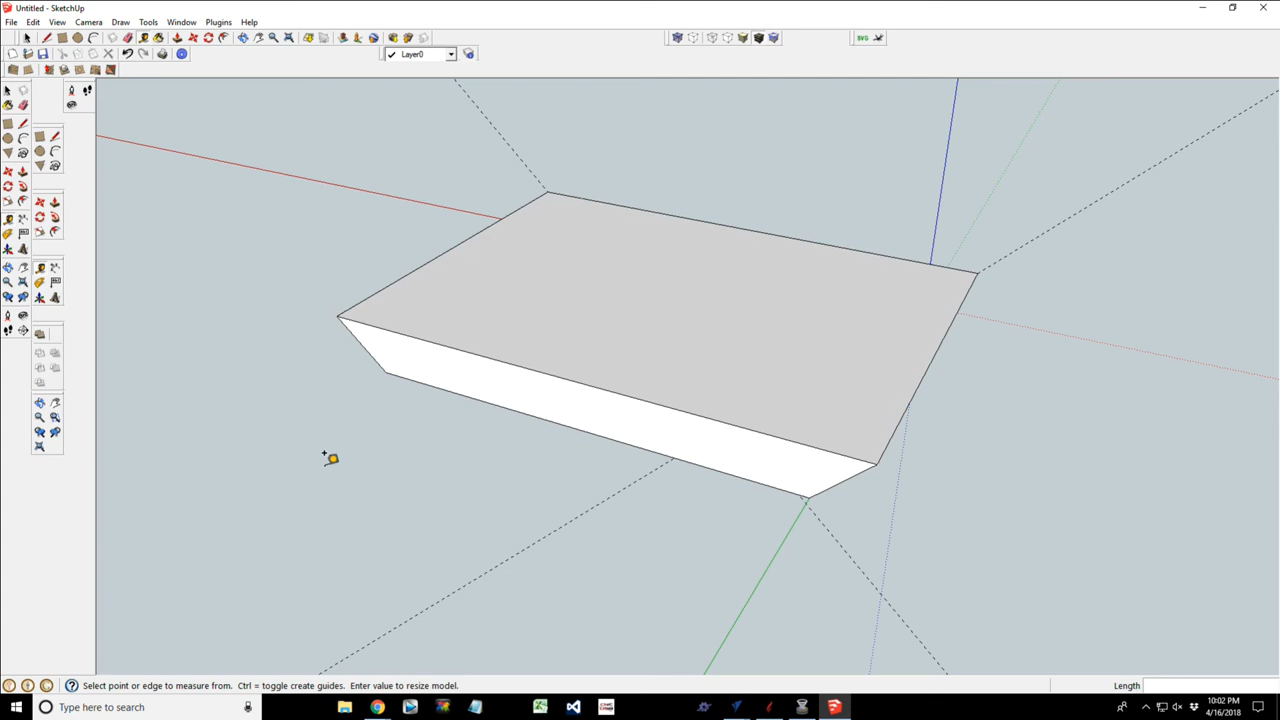 Untitled - SketchUp
File Edit View Camera Draw Tools Window Plugins Help
SVG
Layer0
Select point or edge to measure from. Ctrl = toggle create guides. Enter value to resize model.
Length
Type here to search
10:02 PM
4/16/2018